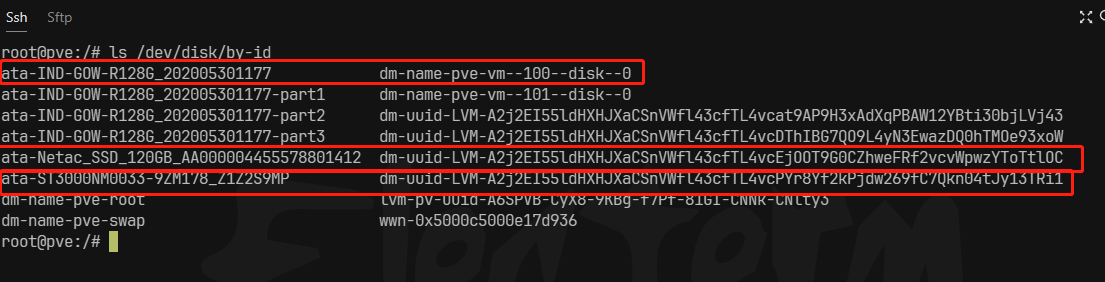 Ssh Sftp
root@pve:/# ls /dev/disk/by-id
ata-IND-GOW-R128G_202005301177 dm-name-pve-vm--100--disk--0
ata-IND-GOW-R128G_202005301177-part1 dm-name-pve-vm--101--disk--0
ata-IND-GOW-R128G_202005301177-part2 dm-uuid-LVM-A2j2EI55ldHXHJXaCSnVWfl43cfTL4vcat9AP9H3xAdXqPBAW12YBti30bjLVj43
ata-IND-GOW-R128G_202005301177-part3 dm-uuid-LVM-A2j2EI55ldHXHJXaCSnVWfl43cfTL4vcDThIBG7QO9L4yN3EwazDQ0hTMOe93xoW
ata-Netac_SSD_120GB_AA000004455578801412 dm-uuid-LVM-A2j2EI55ldHXHJXaCSnVWfl43cfTL4vcEjOOT9G0CZhweFRf2vcvWpwzYToTtlOC
ata-ST3000NM0033-9ZM178_Z1Z2S9MP dm-uuid-LVM-A2j2EI55ldHXHJXaCSnVWfl43cfTL4vcPYr8Yf2kPjdw269fC7Qkn04tJy13TRi1
dm-name-pve-root lvm-pv-uuid-A6SPVB-CyX8-9KBg-f7Pf-81G1-CNNk-CNlty3
dm-name-pve-swap wwn-0x5000c5000e17d936
root@pve:/#